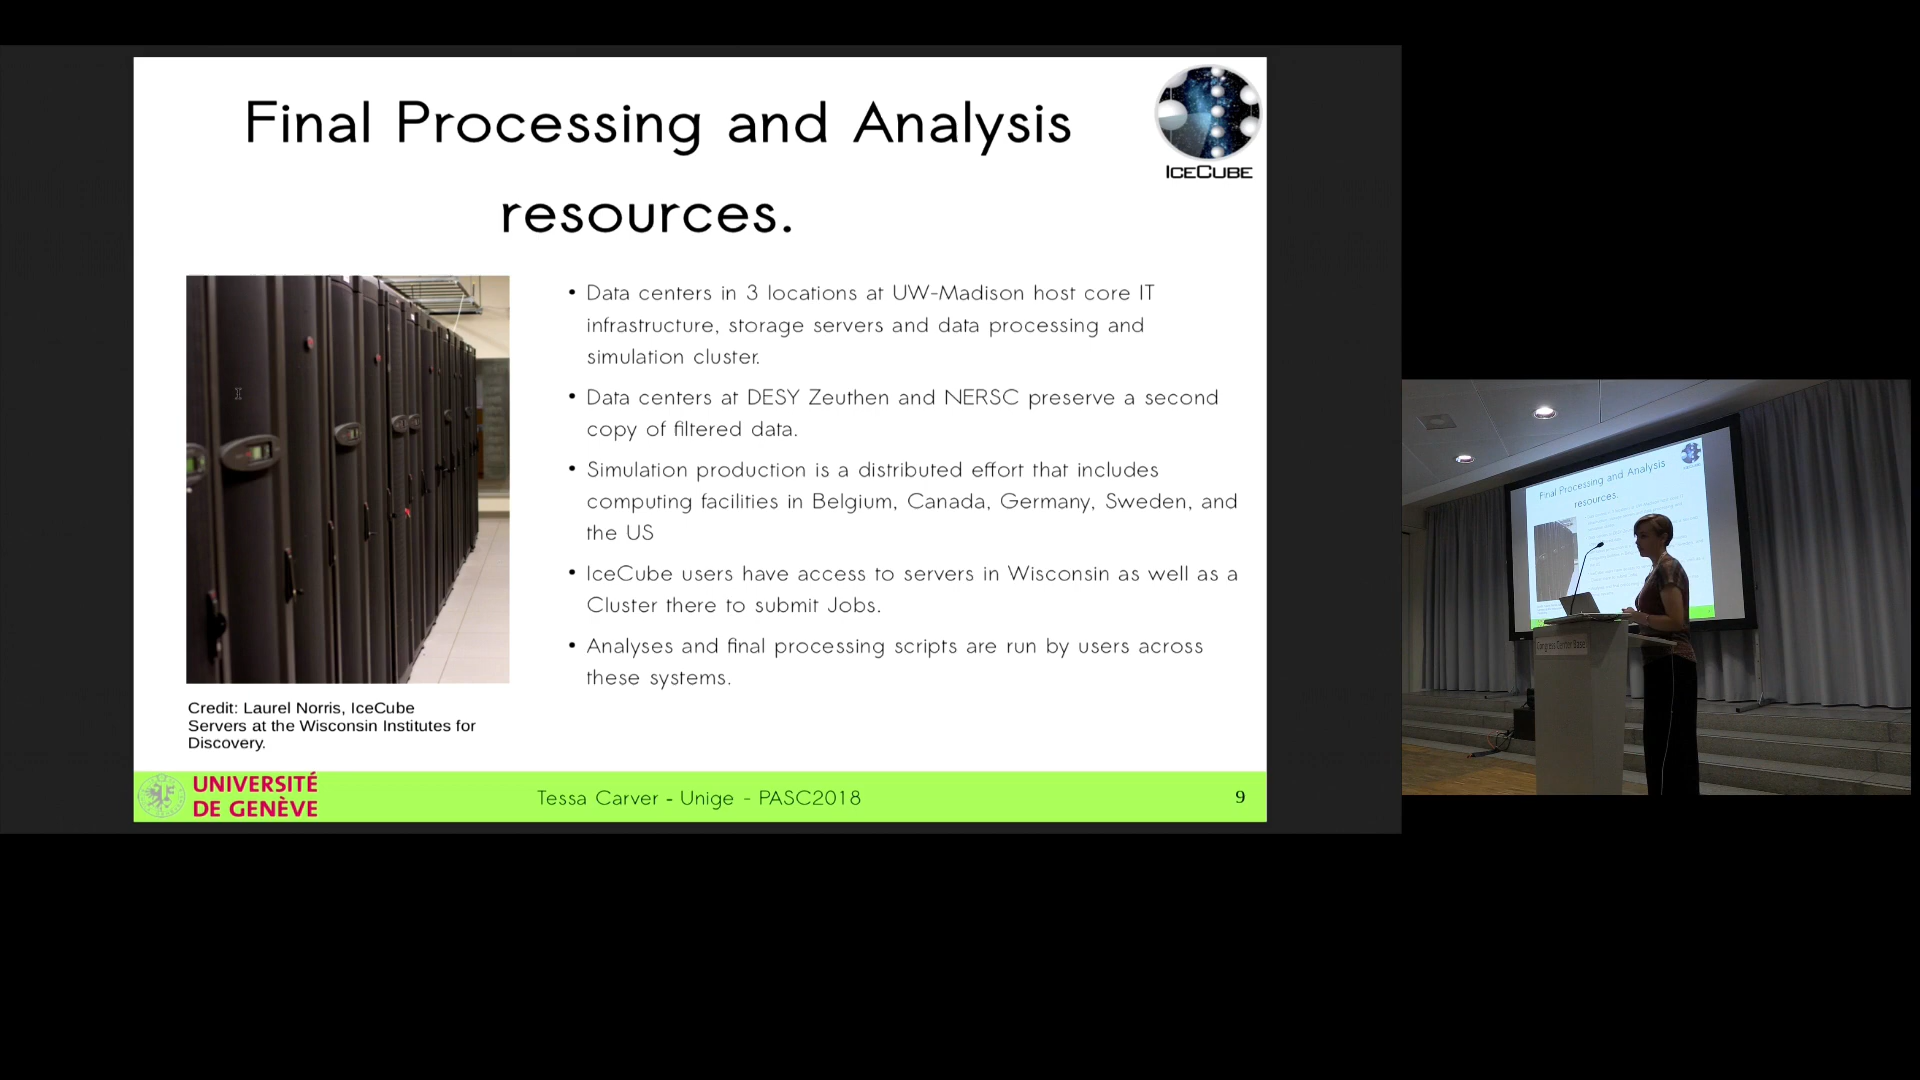 Final Processing and Analysis
resources.
ICECUBE
• Data centers in 3 locations at UW-Madison host core IT
infrastructure, storage servers and data processing and
simulation cluster.
• Data centers at DESY Zeuthen and NERSC preserve a second
copy of filtered data.
• Simulation production is a distributed effort that includes
computing facilities in Belgium, Canada, Germany, Sweden, and
the US
• IceCube users have access to servers in Wisconsin as well as a
Cluster there to submit Jobs.
• Analyses and final processing scripts are run by users across
these systems.
Credit: Laurel Norris, IceCube
Servers at the Wisconsin Institutes for
Discovery.
UNIVERSITÉ
DE GENÈVE
Tessa Carver - Unige - PASC2018
9
Final Processing and Analysis
resources.
Congress Center Basel